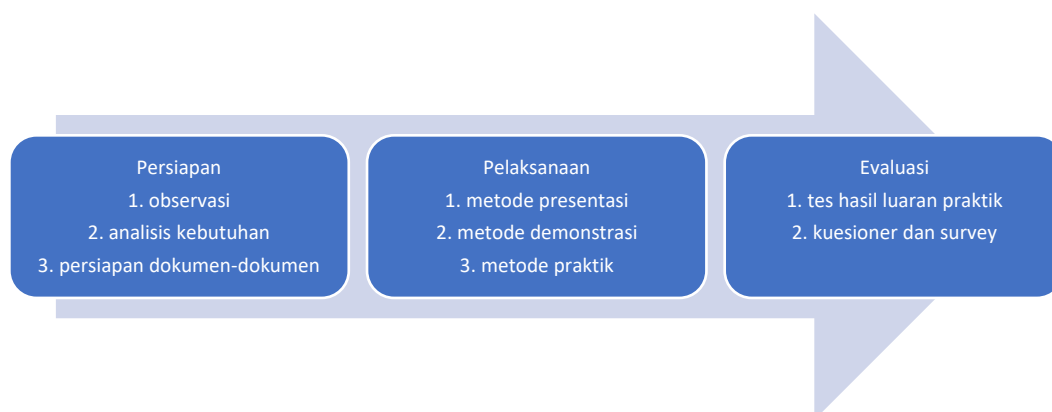 Persiapan
1. observasi
2. analisis kebutuhan
3. persiapan dokumen-dokumen
Pelaksanaan
1. metode presentasi
2. metode demonstrasi
3. metode praktik
Evaluasi
1. tes hasil luaran praktik
2. kuesioner dan survey